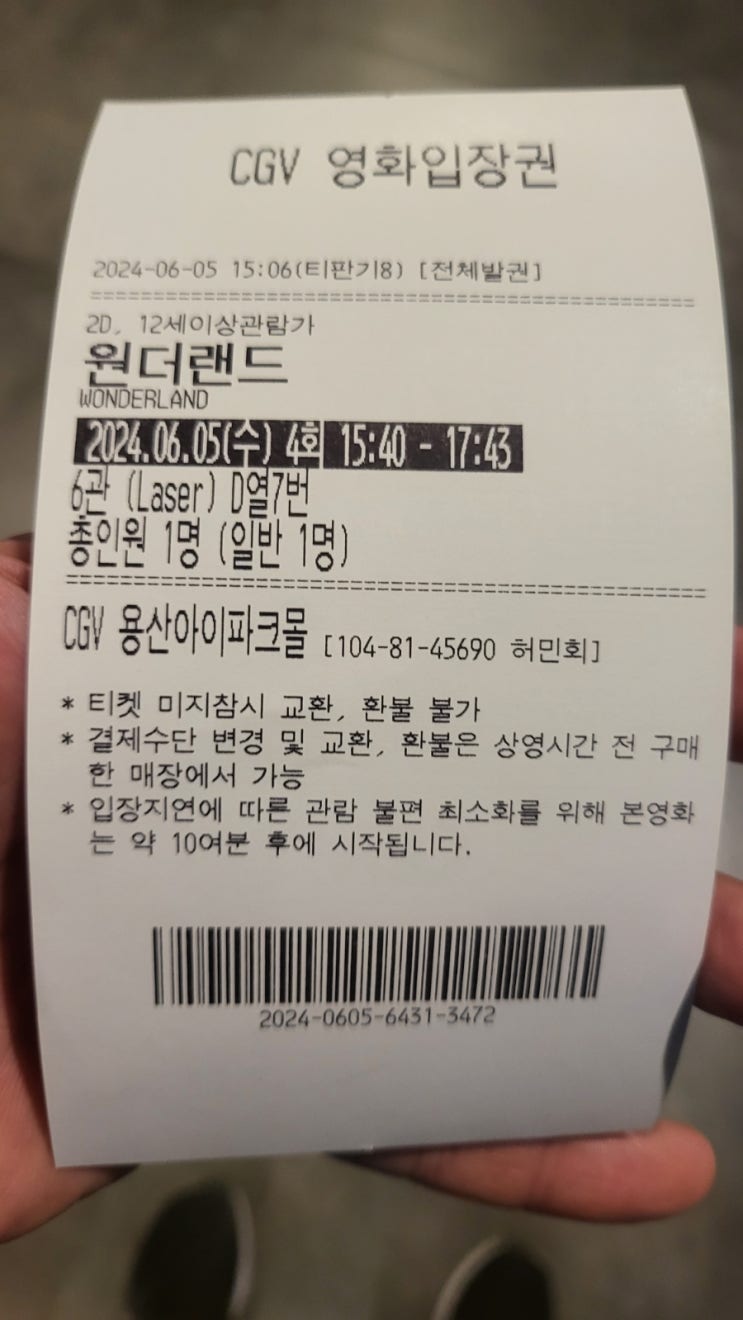 CGV 영화입장권
2024-06-05 15:06(티판기8) [전체발권]
2D, 12세이상관람가
원더랜드
WONDERLAND
2024.06.05(수) 4회 15:40 - 17:43
6관 (Laser) D열7번
총인원 1명 (일반 1명)
CGV 용산아이파크몰 [104-81-45690 허민회]
* 티켓 미지참시 교환, 환불 불가
* 결제수단 변경 및 교환, 환불은 상영시간 전 구매
한 매장에서 가능
* 입장지연에 따른 관람 불편 최소화를 위해 본영화
는 약 10여분 후에 시작됩니다.
2024-0605-6431-3472